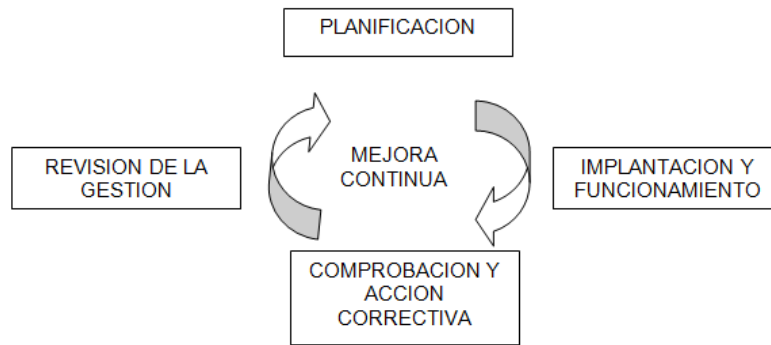 PLANIFICACION
REVISION DE LA
GESTION
MEJORA
CONTINUA
IMPLANTACION Y
FUNCIONAMIENTO
COMPROBACION Y
ACCION
CORRECTIVA